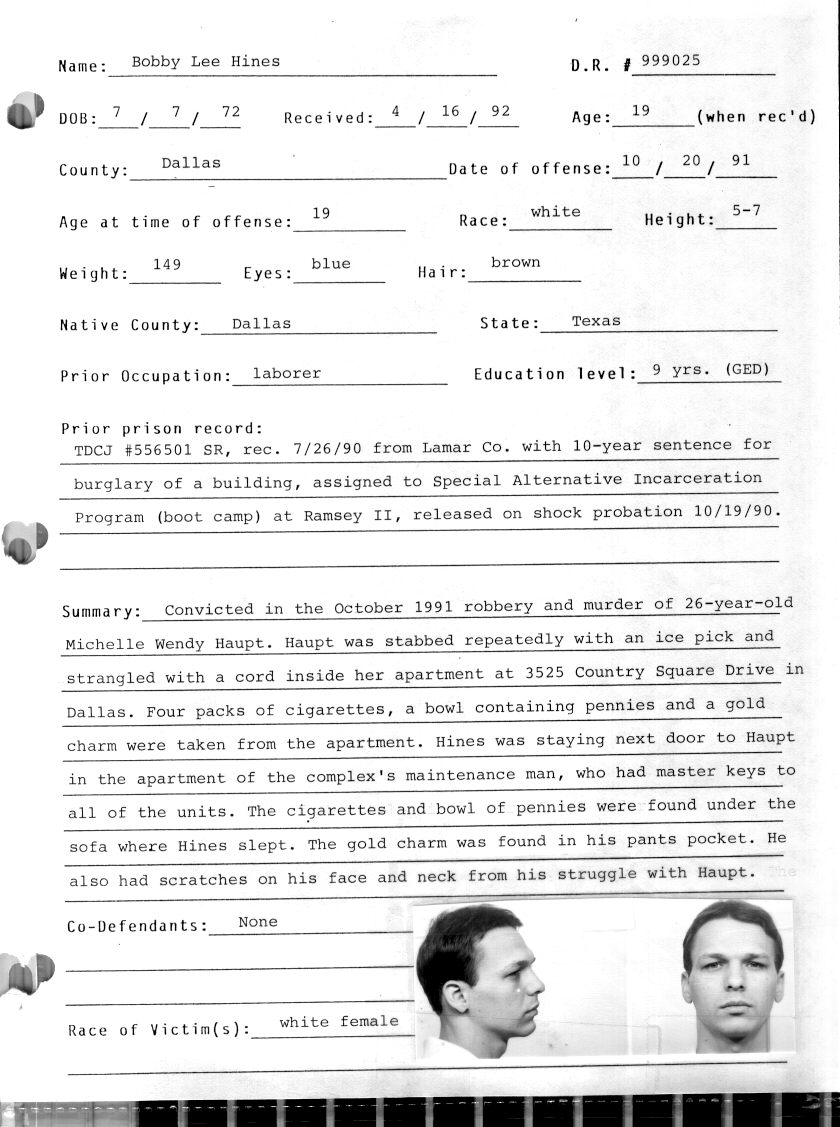 Name: Bobby Lee Hines D.R. # 999025
DOB: 7 / 7 / 72 Received: 4 / 16 / 92 Age: 19 (when rec'd)
County: Dallas Date of offense: 10 / 20 / 91
Age at time of offense: 19 Race: white Height: 5-7
Weight: 149 Eyes: blue Hair: brown
Native County: Dallas State: Texas
Prior Occupation: laborer Education level: 9 yrs. (GED)
Prior prison record:
TDCJ #556501 SR, rec. 7/26/90 from Lamar Co. with 10-year sentence for
burglary of a building, assigned to Special Alternative Incarceration
Program (boot camp) at Ramsey II, released on shock probation 10/19/90.
Summary: Convicted in the October 1991 robbery and murder of 26-year-old
Michelle Wendy Haupt. Haupt was stabbed repeatedly with an ice pick and
strangled with a cord inside her apartment at 3525 Country Square Drive in
Dallas. Four packs of cigarettes, a bowl containing pennies and a gold
charm were taken from the apartment. Hines was staying next door to Haupt
in the apartment of the complex's maintenance man, who had master keys to
all of the units. The cigarettes and bowl of pennies were found under the
sofa where Hines slept. The gold charm was found in his pants pocket. He
also had scratches on his face and neck from his struggle with Haupt. The
Co-Defendants: None
Race of Victim(s): white female